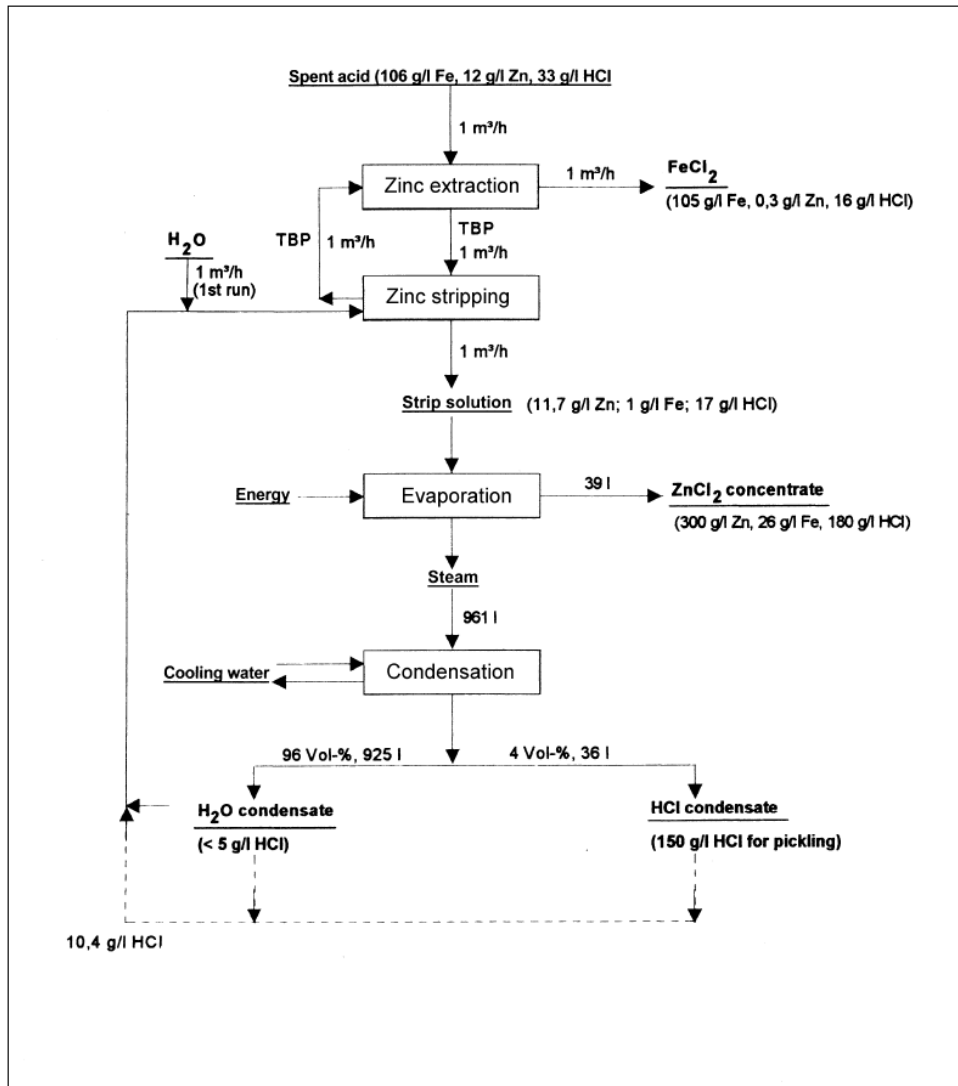 Spent acid (106 g/l Fe, 12 g/l Zn, 33 g/l HCl
1 m³/h
Zinc extraction
1 m³/h
FeCl₂
(105 g/l Fe, 0,3 g/l Zn, 16 g/l HCl)
TBP
1 m³/h
TBP
1 m³/h
H₂O
1 m³/h
(1st run)
Zinc stripping
1 m³/h
Strip solution (11,7 g/l Zn; 1 g/l Fe; 17 g/l HCl)
Energy
Evaporation
39 l
ZnCl₂ concentrate
(300 g/l Zn, 26 g/l Fe, 180 g/l HCl)
Steam
961 l
Cooling water
Condensation
96 Vol-%, 925 l
4 Vol-%, 36 l
H₂O condensate
(< 5 g/l HCl)
HCl condensate
(150 g/l HCl for pickling)
10,4 g/l HCl